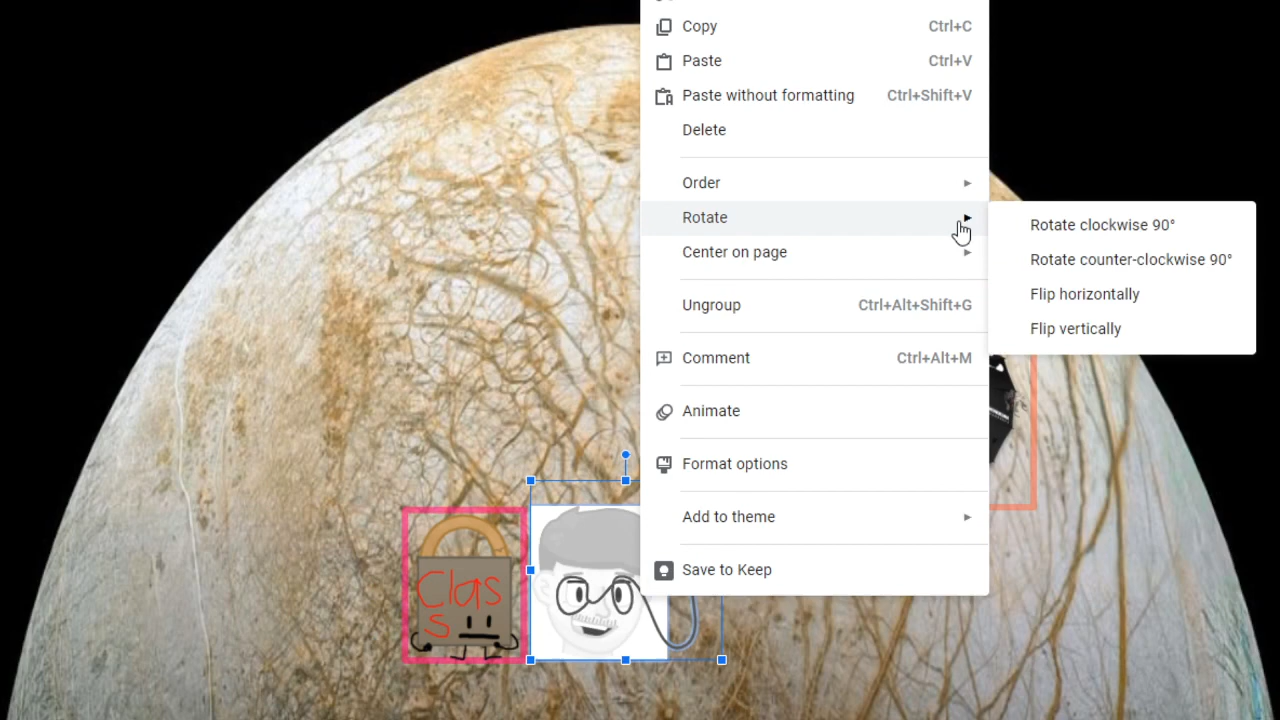 Copy Ctrl+C
Paste Ctrl+V
Paste without formatting Ctrl+Shift+V
Delete
Order
Rotate
Center on page
Ungroup Ctrl+Alt+Shift+G
Comment Ctrl+Alt+M
Animate
Format options
Add to theme
Save to Keep
Rotate clockwise 90°
Rotate counter-clockwise 90°
Flip horizontally
Flip vertically
Clas
s